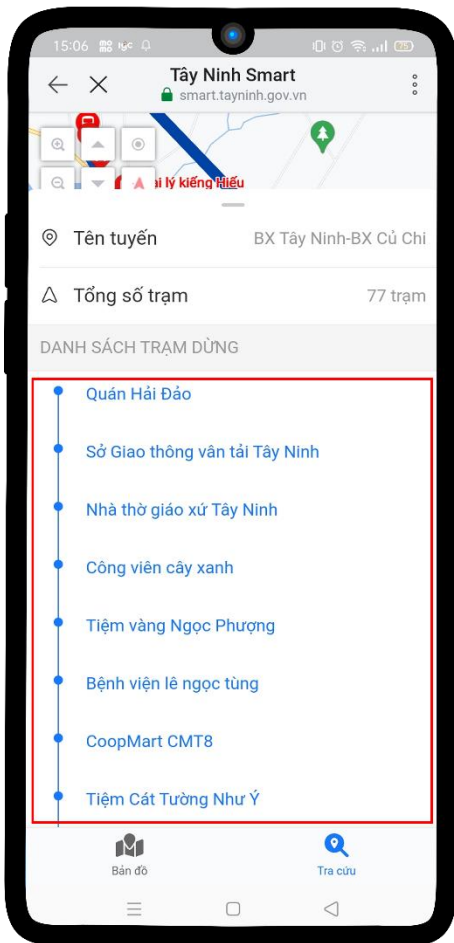 15:06
75
Tây Ninh Smart
smart.tayninh.gov.vn
ại lý kiếng Hiếu
Tên tuyến
BX Tây Ninh-BX Củ Chi
Tổng số trạm
77 trạm
DANH SÁCH TRẠM DỪNG
Quán Hải Đảo
Sở Giao thông vân tải Tây Ninh
Nhà thờ giáo xứ Tây Ninh
Công viên cây xanh
Tiệm vàng Ngọc Phượng
Bệnh viện lê ngọc tùng
CoopMart CMT8
Tiệm Cát Tường Như Ý
Bản đồ
Tra cứu